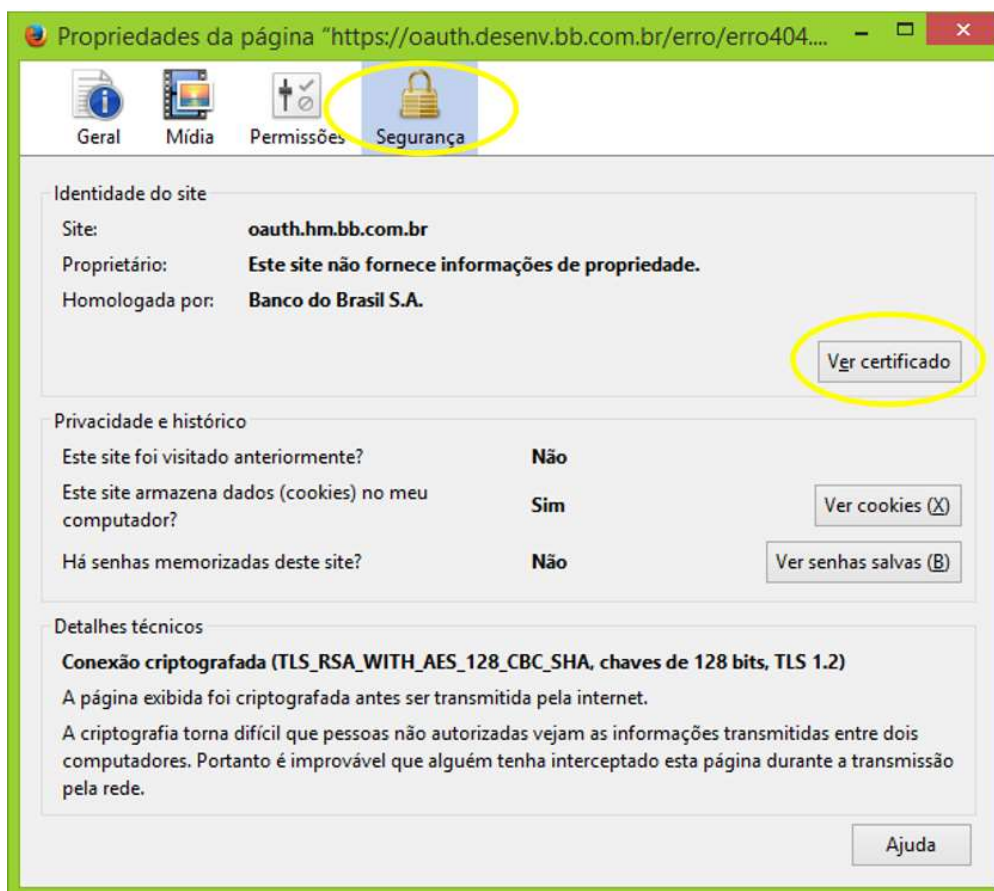 Propriedades da página "https://oauth.desenv.bb.com.br/erro/erro404....
Geral
Mídia
Permissões
Segurança
Identidade do site
Site: oauth.hm.bb.com.br
Proprietário: Este site não fornece informações de propriedade.
Homologada por: Banco do Brasil S.A.
Ver certificado
Privacidade e histórico
Este site foi visitado anteriormente? Não
Este site armazena dados (cookies) no meu
computador?
Sim
Ver cookies (X)
Há senhas memorizadas deste site? Não
Ver senhas salvas (B)
Detalhes técnicos
Conexão criptografada (TLS_RSA_WITH_AES_128_CBC_SHA, chaves de 128 bits, TLS 1.2)
A página exibida foi criptografada antes ser transmitida pela internet.
A criptografia torna difícil que pessoas não autorizadas vejam as informações transmitidas entre dois
computadores. Portanto é improvável que alguém tenha interceptado esta página durante a transmissão
pela rede.
Ajuda